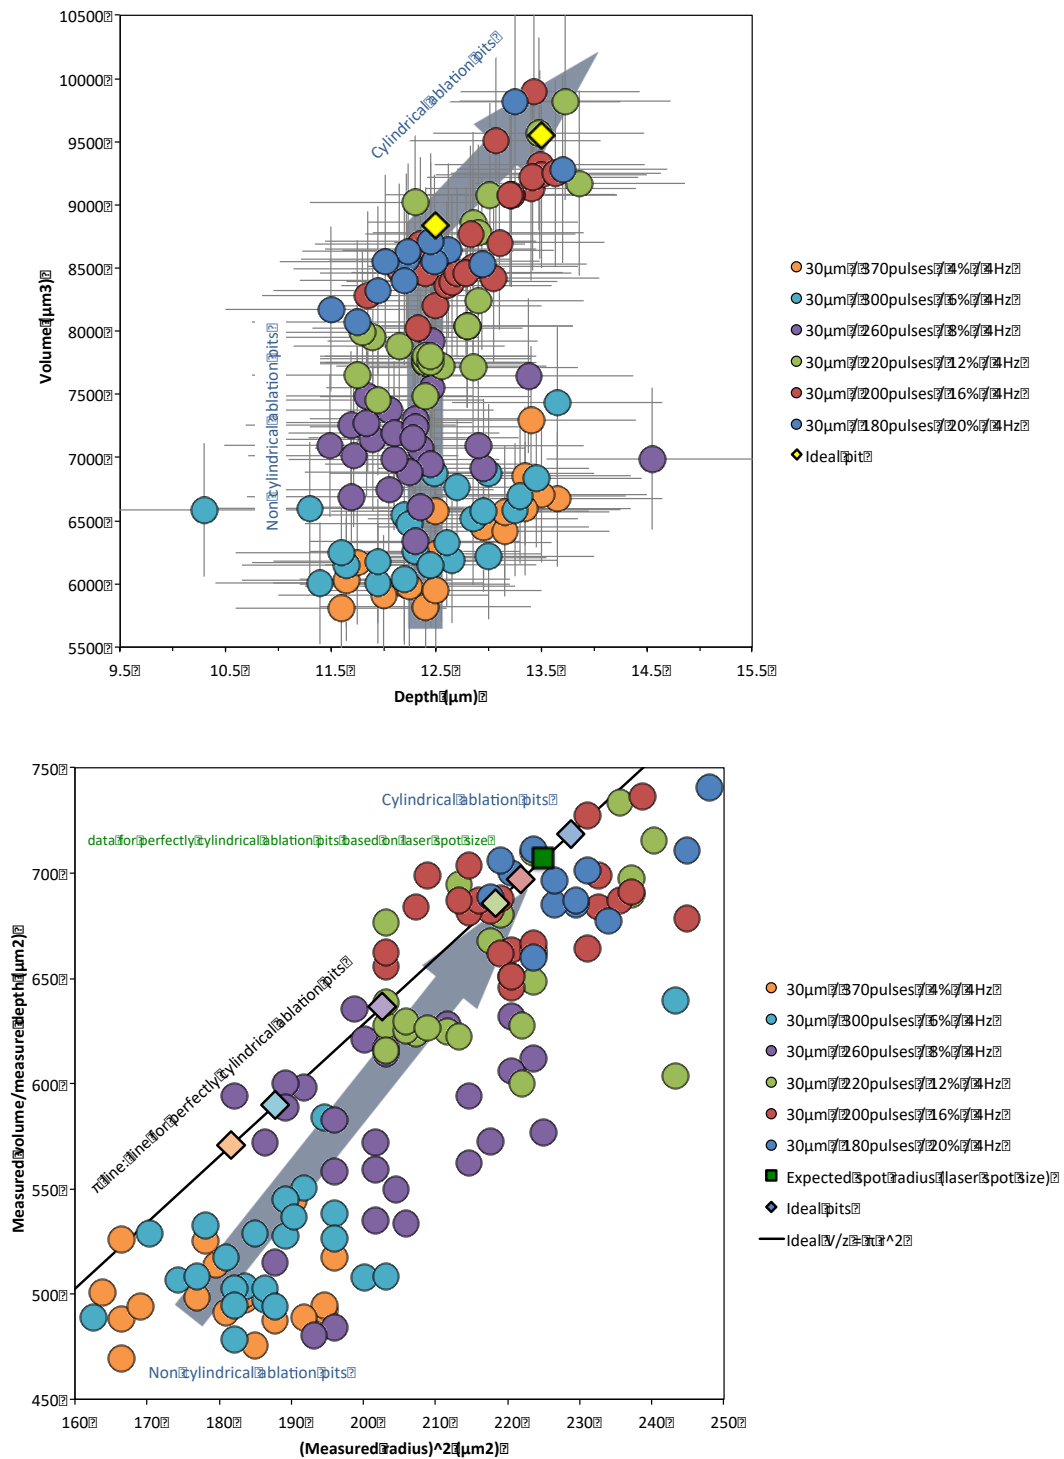 10500
10000
9500
9000
8500
8000
7500
7000
6500
6000
5500
Volume (μm3)
9.5
10.5
11.5
12.5
13.5
14.5
15.5
Depth (μm)
Cylindrical ablation pits
Non cylindrical ablation pits
30μm / 370pulses / 4% / 4Hz
30μm / 300pulses / 6% / 4Hz
30μm / 260pulses / 8% / 4Hz
30μm / 220pulses / 12% / 4Hz
30μm / 200pulses / 16% / 4Hz
30μm / 180pulses / 20% / 4Hz
Ideal pit
750
700
650
600
550
500
450
Measured volume/measure depth (μm2)
160
170
180
190
200
210
220
230
240
250
(Measured radius)^2 (μm2)
Cylindrical ablation pits
data for perfectly cylindrical ablation pits based on laser spot size
π line: line for perfectly cylindrical ablation pits
Non cylindrical ablation pits
30μm / 370pulses / 4% / 4Hz
30μm / 300pulses / 6% / 4Hz
30μm / 260pulses / 8% / 4Hz
30μm / 220pulses / 12% / 4Hz
30μm / 200pulses / 16% / 4Hz
30μm / 180pulses / 20% / 4Hz
Expected spot radius (laser spot size)
Ideal pits
Ideal V/z = π r^2